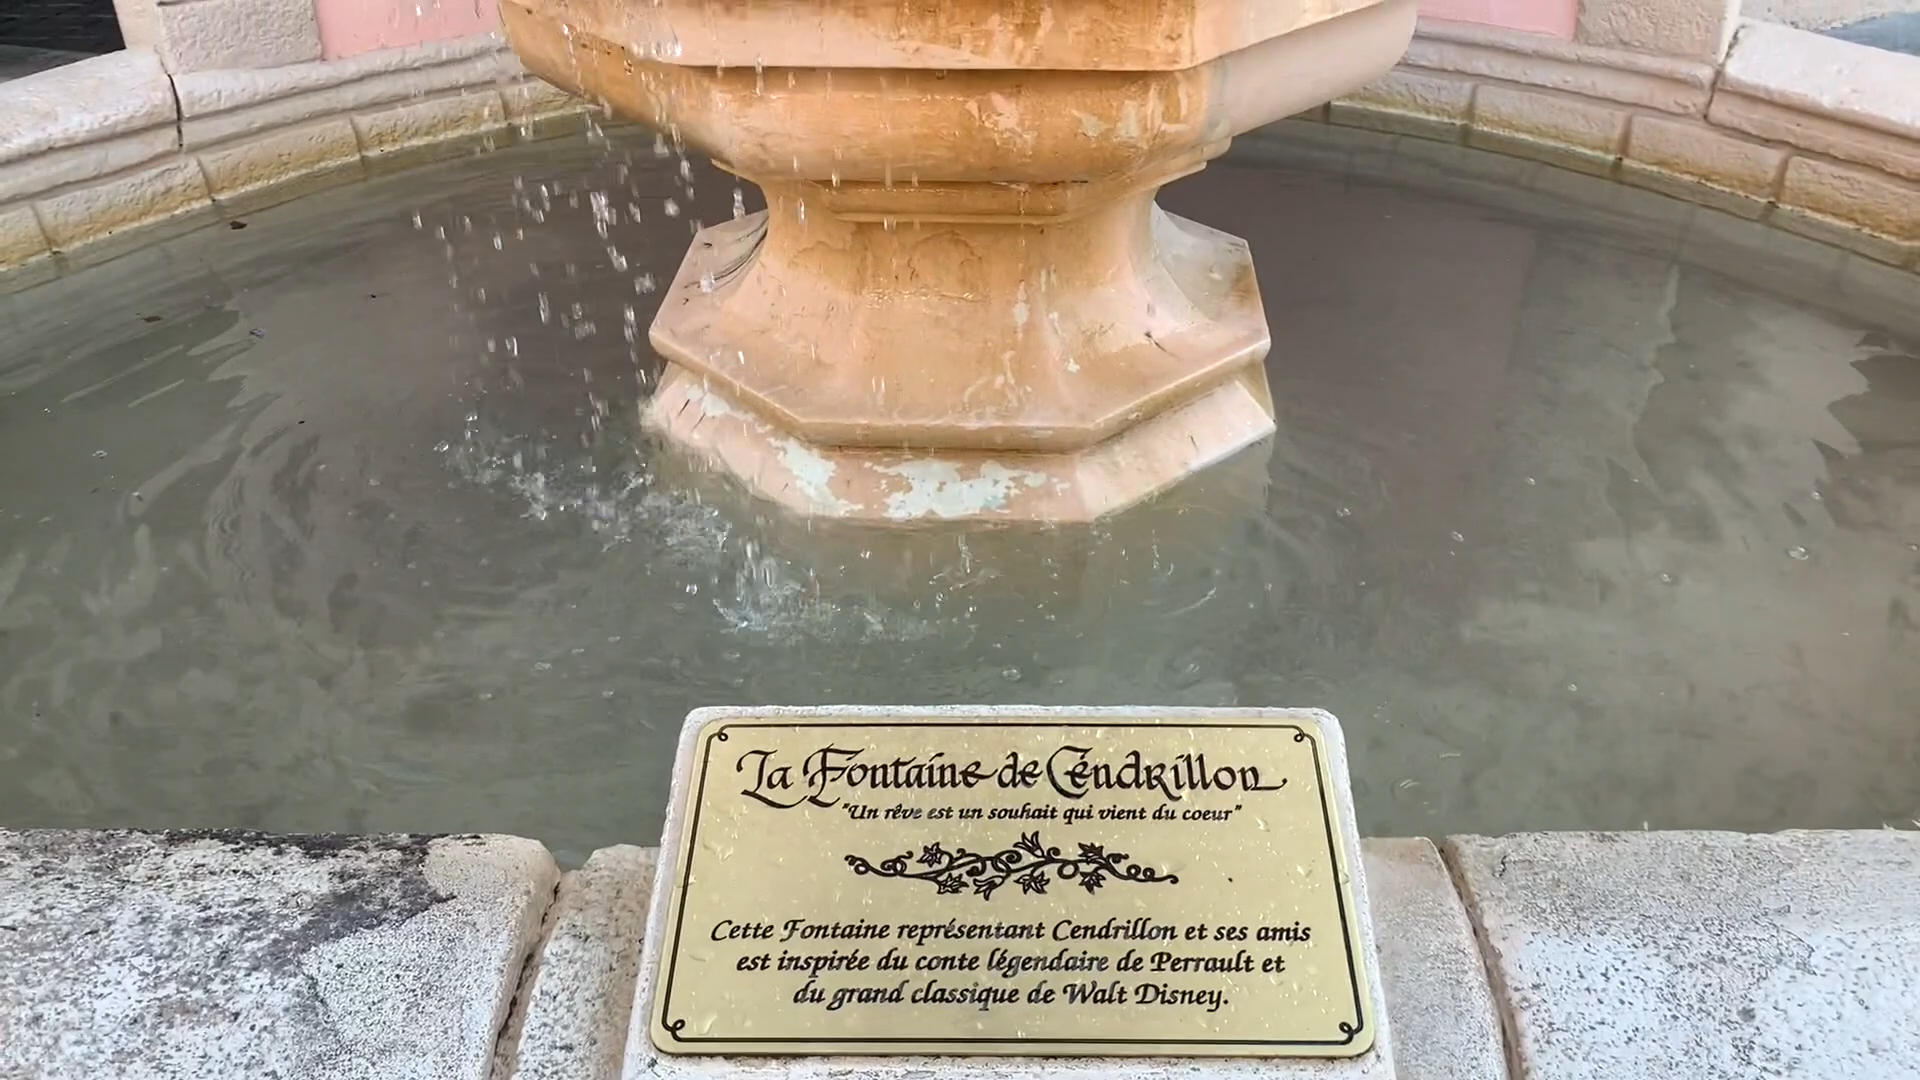 La Fontaine de Cendrillon
"Un rêve est un souhait qui vient du coeur"
Cette Fontaine représentant Cendrillon et ses amis
est inspirée du conte légendaire de Perrault et
du grand classique de Walt Disney.